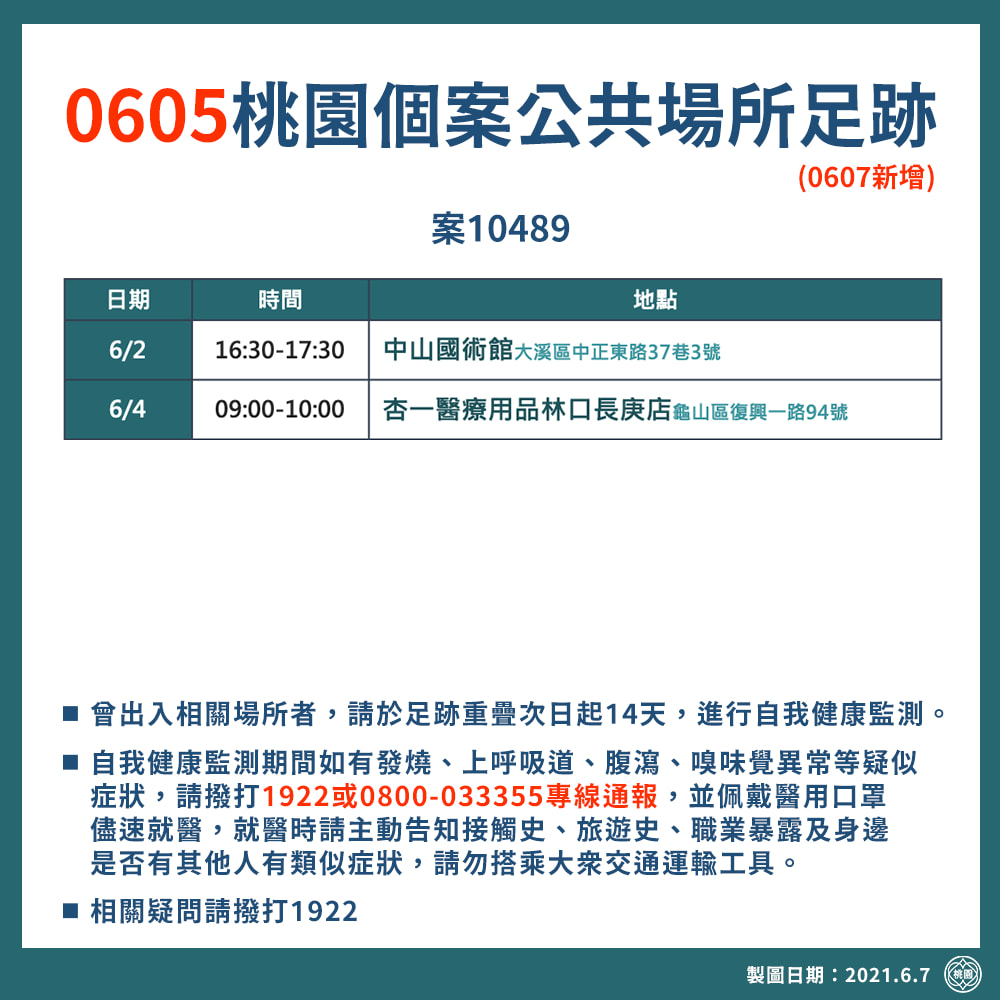 0605桃園個案公共場所足跡
(0607新增)
案10489
日期 時間 地點
6/2 16:30-17:30 中山國術館大溪區中正東路37巷3號
6/4 09:00-10:00 杏一醫療用品林口長庚店龜山區復興一路94號
■ 曾出入相關場所者，請於足跡重疊次日起14天，進行自我健康監測。
■ 自我健康監測期間如有發燒、上呼吸道、腹瀉、嗅味覺異常等疑似
症狀，請撥打1922或0800-033355專線通報，並佩戴醫用口罩
儘速就醫，就醫時請主動告知接觸史、旅遊史、職業暴露及身邊
是否有其他人有類似症狀，請勿搭乘大眾交通運輸工具。
■ 相關疑問請撥打1922
製圖日期：2021.6.7 桃園